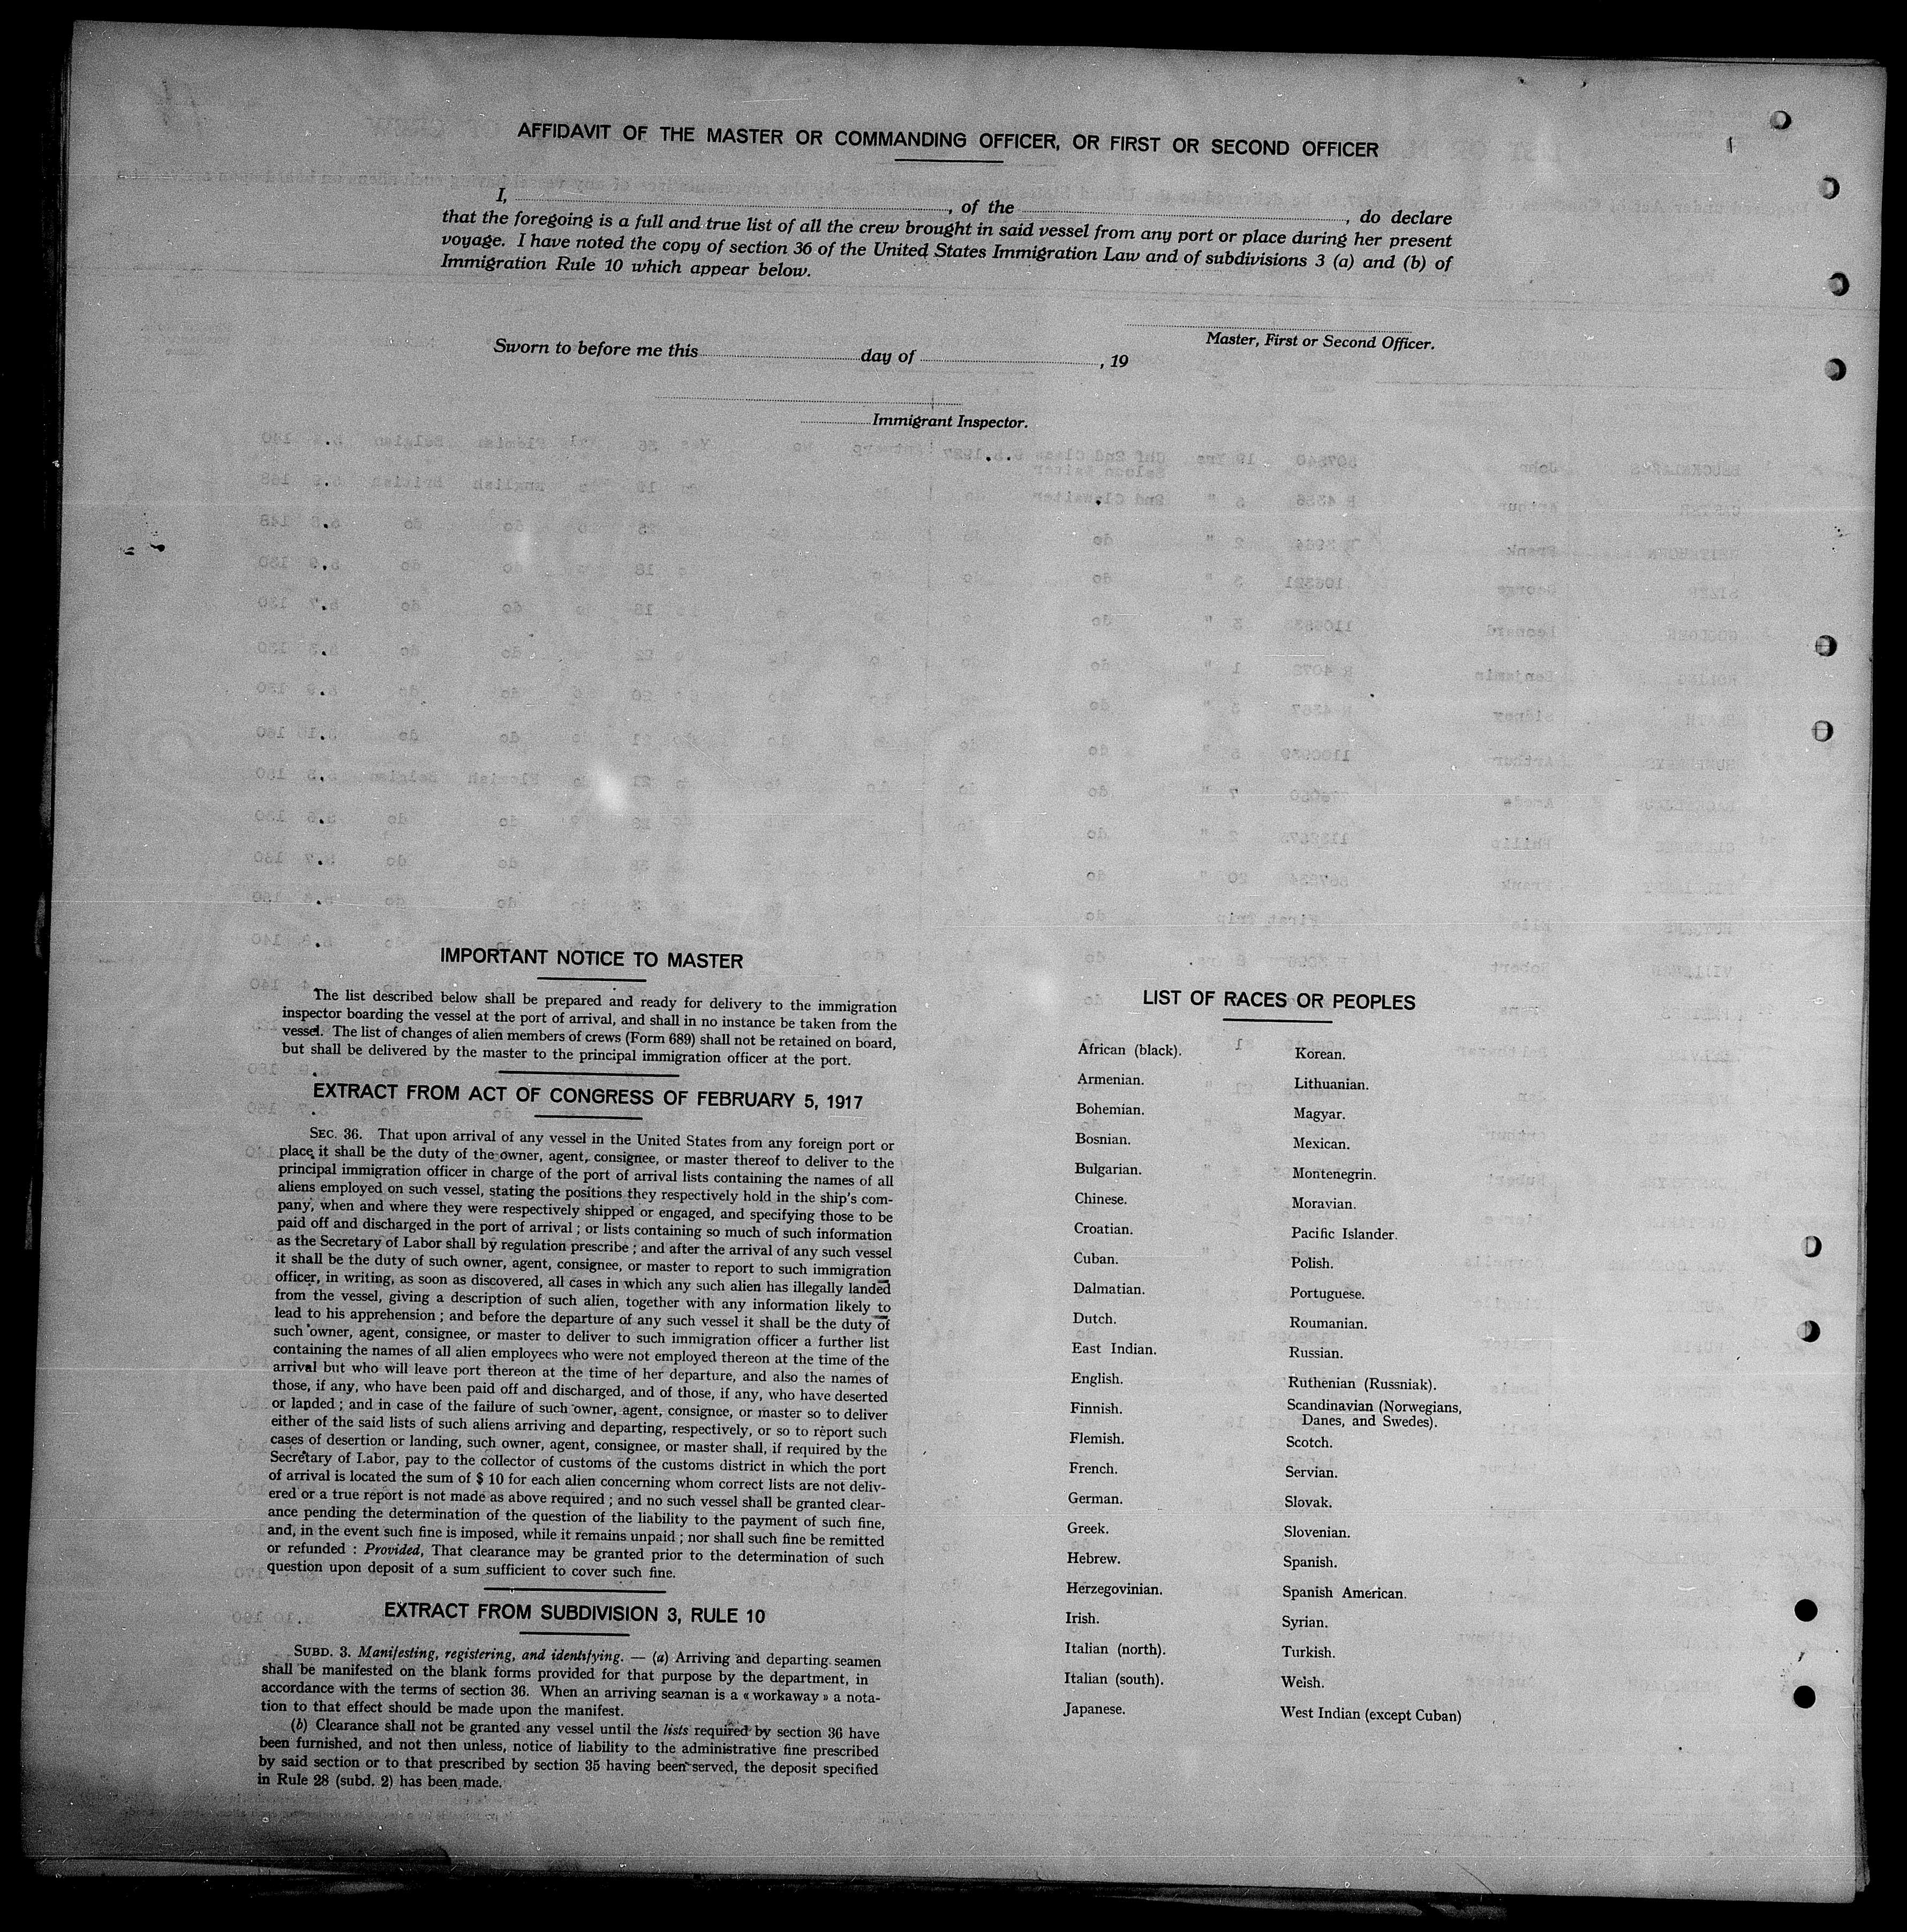 AFFIDAVIT OF THE MASTER OR COMMANDING OFFICER, OR FIRST OR SECOND OFFICER
I, , of the , do declare
that the foregoing is a full and true list of all the crew brought in said vessel from any port or place during her present
voyage. I have noted the copy of section 36 of the United States Immigration Law and of subdivisions 3 (a) and (b) of
Immigration Rule 10 which appear below.
Master, First or Second Officer.
Sworn to before me this day of , 19
Immigrant Inspector.
IMPORTANT NOTICE TO MASTER
The list described below shall be prepared and ready for delivery to the immigration
inspector boarding the vessel at the port of arrival, and shall in no instance be taken from the
vessel. The list of changes of alien members of crews (Form 689) shall not be retained on board,
but shall be delivered by the master to the principal immigration officer at the port.
EXTRACT FROM ACT OF CONGRESS OF FEBRUARY 5, 1917
SEC. 36. That upon arrival of any vessel in the United States from any foreign port or
place it shall be the duty of the owner, agent, consignee, or master thereof to deliver to the
principal immigration officer in charge of the port of arrival lists containing the names of all
aliens employed on such vessel, stating the positions they respectively hold in the ship's com-
pany, when and where they were respectively shipped or engaged, and specifying those to be
paid off and discharged in the port of arrival ; or lists containing so much of such information
as the Secretary of Labor shall by regulation prescribe ; and after the arrival of any such vessel
it shall be the duty of such owner, agent, consignee, or master to report to such immigration
officer, in writing, as soon as discovered, all cases in which any such alien has illegally landed
from the vessel, giving a description of such alien, together with any information likely to
lead to his apprehension ; and before the departure of any such vessel it shall be the duty of
such owner, agent, consignee, or master to deliver to such immigration officer a further list
containing the names of all alien employees who were not employed thereon at the time of the
arrival but who will leave port thereon at the time of her departure, and also the names of
those, if any, who have been paid off and discharged, and of those, if any, who have deserted
or landed ; and in case of the failure of such owner, agent, consignee, or master so to deliver
either of the said lists of such aliens arriving and departing, respectively, or so to report such
cases of desertion or landing, such owner, agent, consignee, or master shall, if required by the
Secretary of Labor, pay to the collector of customs of the customs district in which the port
of arrival is located the sum of $ 10 for each alien concerning whom correct lists are not deliv-
ered or a true report is not made as above required ; and no such vessel shall be granted clear-
ance pending the determination of the question of the liability to the payment of such fine,
and, in the event such fine is imposed, while it remains unpaid ; nor shall such fine be remitted
or refunded : Provided, That clearance may be granted prior to the determination of such
question upon deposit of a sum sufficient to cover such fine.
EXTRACT FROM SUBDIVISION 3, RULE 10
SUBD. 3. Manifesting, registering, and identifying. — (a) Arriving and departing seamen
shall be manifested on the blank forms provided for that purpose by the department, in
accordance with the terms of section 36. When an arriving seaman is a « workaway » a nota-
tion to that effect should be made upon the manifest.
(b) Clearance shall not be granted any vessel until the lists required by section 36 have
been furnished, and not then unless, notice of liability to the administrative fine prescribed
by said section or to that prescribed by section 35 having been served, the deposit specified
in Rule 28 (subd. 2) has been made.
LIST OF RACES OR PEOPLES
African (black).
Armenian.
Bohemian.
Bosnian.
Bulgarian.
Chinese.
Croatian.
Cuban.
Dalmatian.
Dutch.
East Indian.
English.
Finnish.
Flemish.
French.
German.
Greek.
Hebrew.
Herzegovinian.
Irish.
Italian (north).
Italian (south).
Japanese.
Korean.
Lithuanian.
Magyar.
Mexican.
Montenegrin.
Moravian.
Pacific Islander.
Polish.
Portuguese.
Roumanian.
Russian.
Ruthenian (Russniak).
Scandinavian (Norwegians,
Danes, and Swedes).
Scotch.
Servian.
Slovak.
Slovenian.
Spanish.
Spanish American.
Syrian.
Turkish.
Welsh.
West Indian (except Cuban)